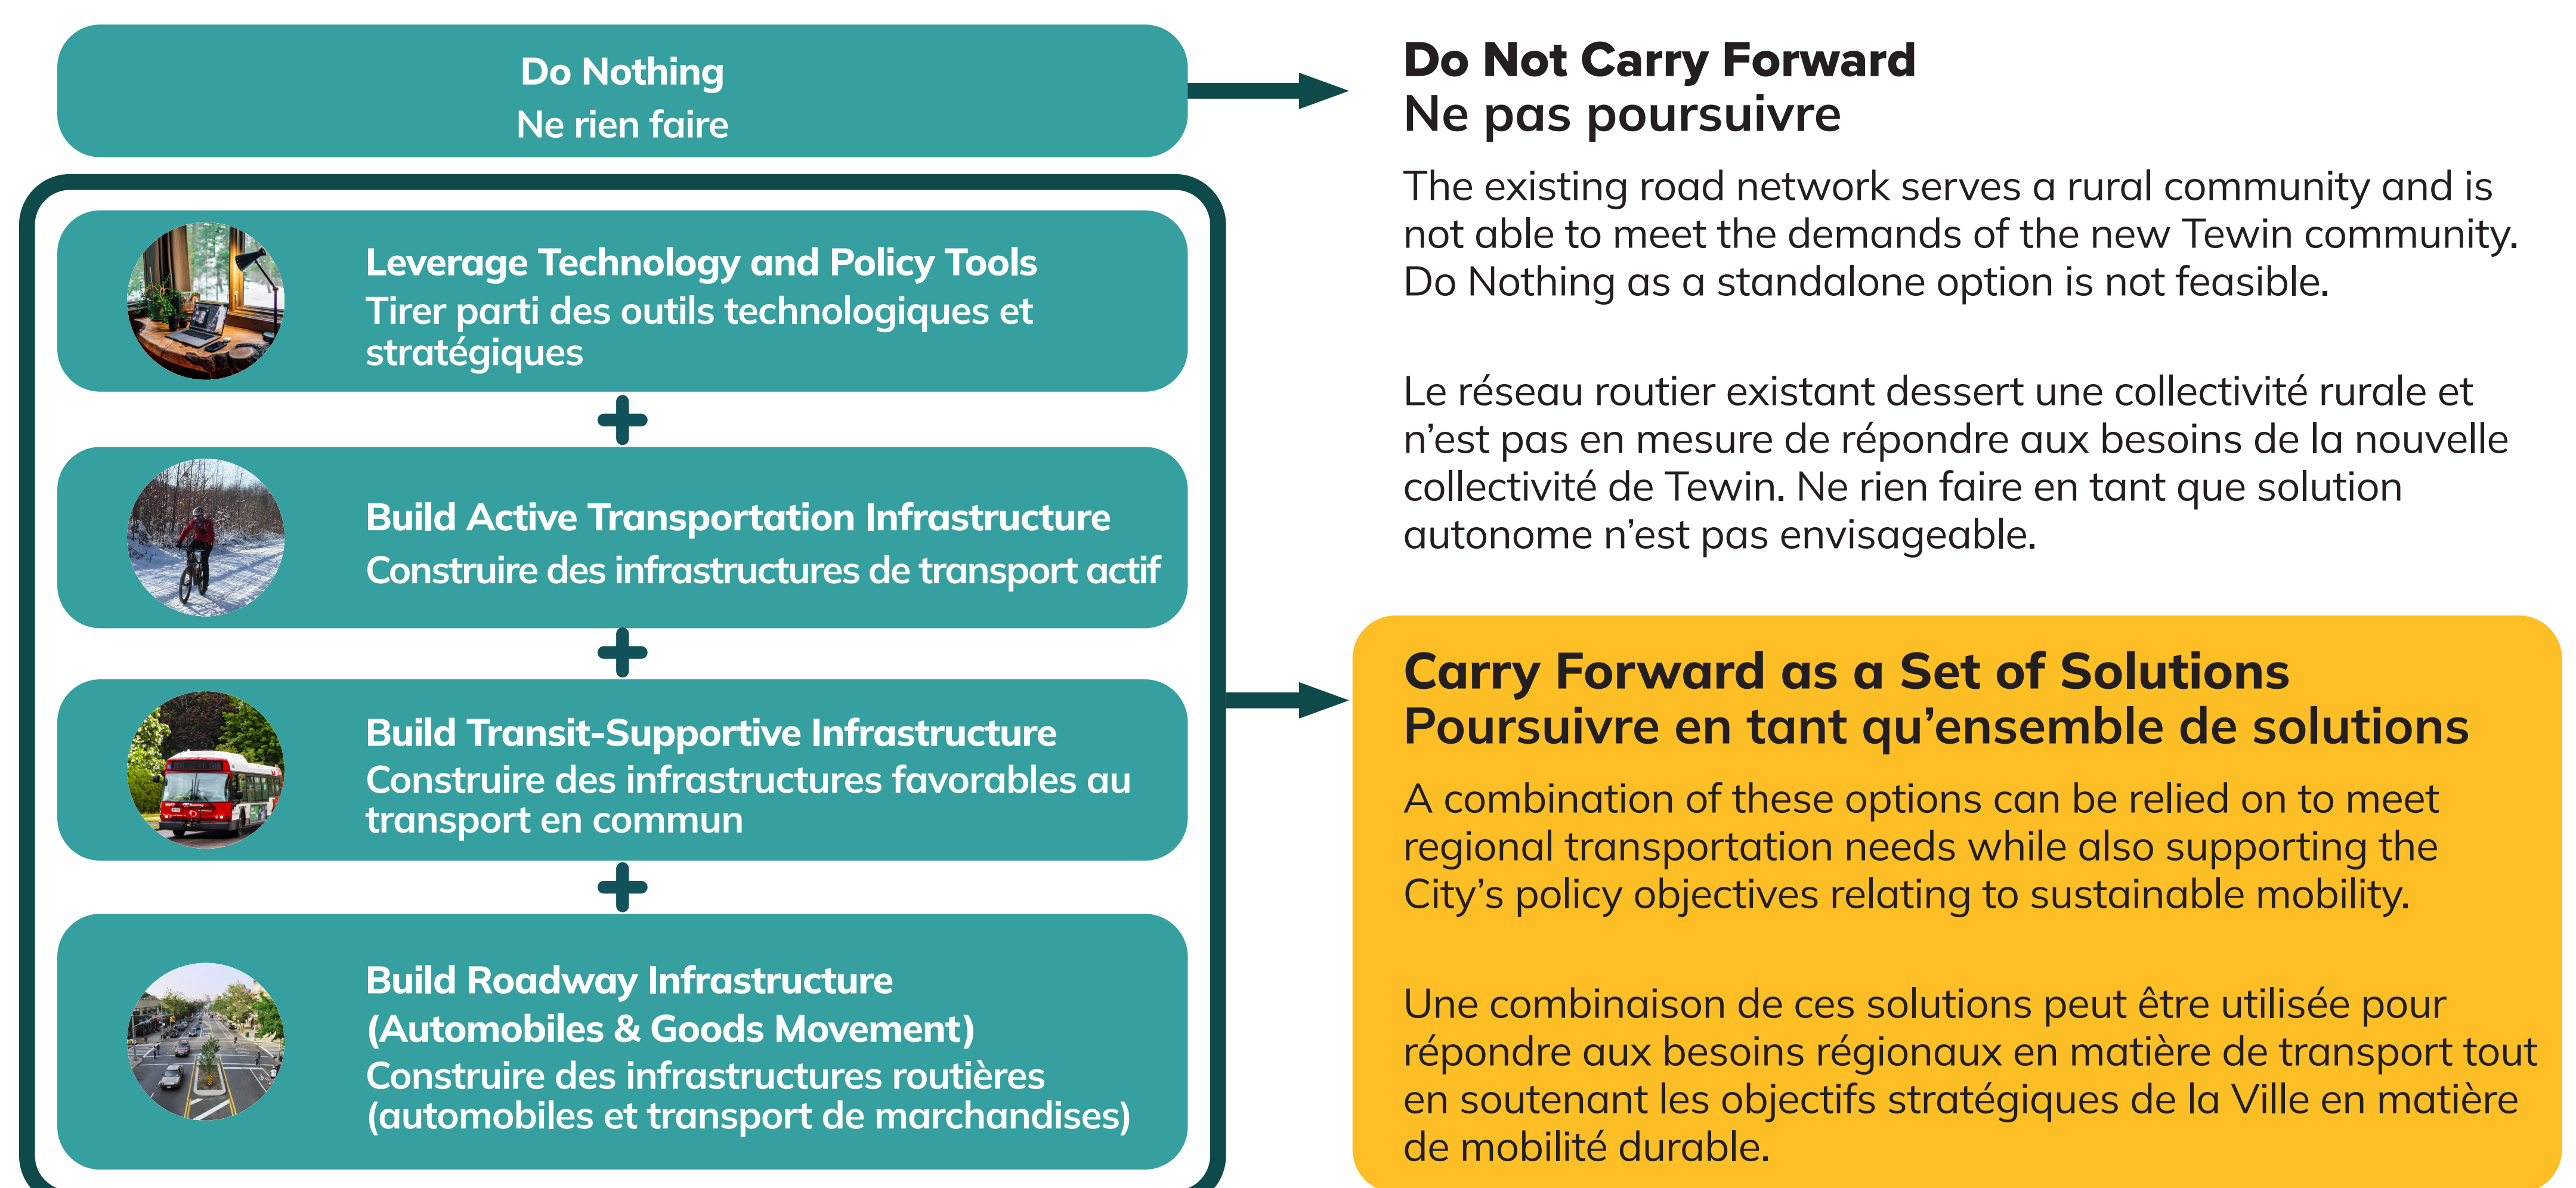 Do Nothing
Ne rien faire
Do Not Carry Forward
Ne pas poursuivre
The existing road network serves a rural community and is
not able to meet the demands of the new Tewin community.
Do Nothing as a standalone option is not feasible.
Le réseau routier existant dessert une collectivité rurale et
n’est pas en mesure de répondre aux besoins de la nouvelle
collectivité de Tewin. Ne rien faire en tant que solution
autonome n’est pas envisageable.
Leverage Technology and Policy Tools
Tirer parti des outils technologiques et
stratégiques
+
Build Active Transportation Infrastructure
Construire des infrastructures de transport actif
+
Build Transit-Supportive Infrastructure
Construire des infrastructures favorables au
transport en commun
+
Build Roadway Infrastructure
(Automobiles & Goods Movement)
Construire des infrastructures routières
(automobiles et transport de marchandises)
Carry Forward as a Set of Solutions
Poursuivre en tant qu’ensemble de solutions
A combination of these options can be relied on to meet
regional transportation needs while also supporting the
City’s policy objectives relating to sustainable mobility.
Une combinaison de ces solutions peut être utilisée pour
répondre aux besoins régionaux en matière de transport tout
en soutenant les objectifs stratégiques de la Ville en matière
de mobilité durable.